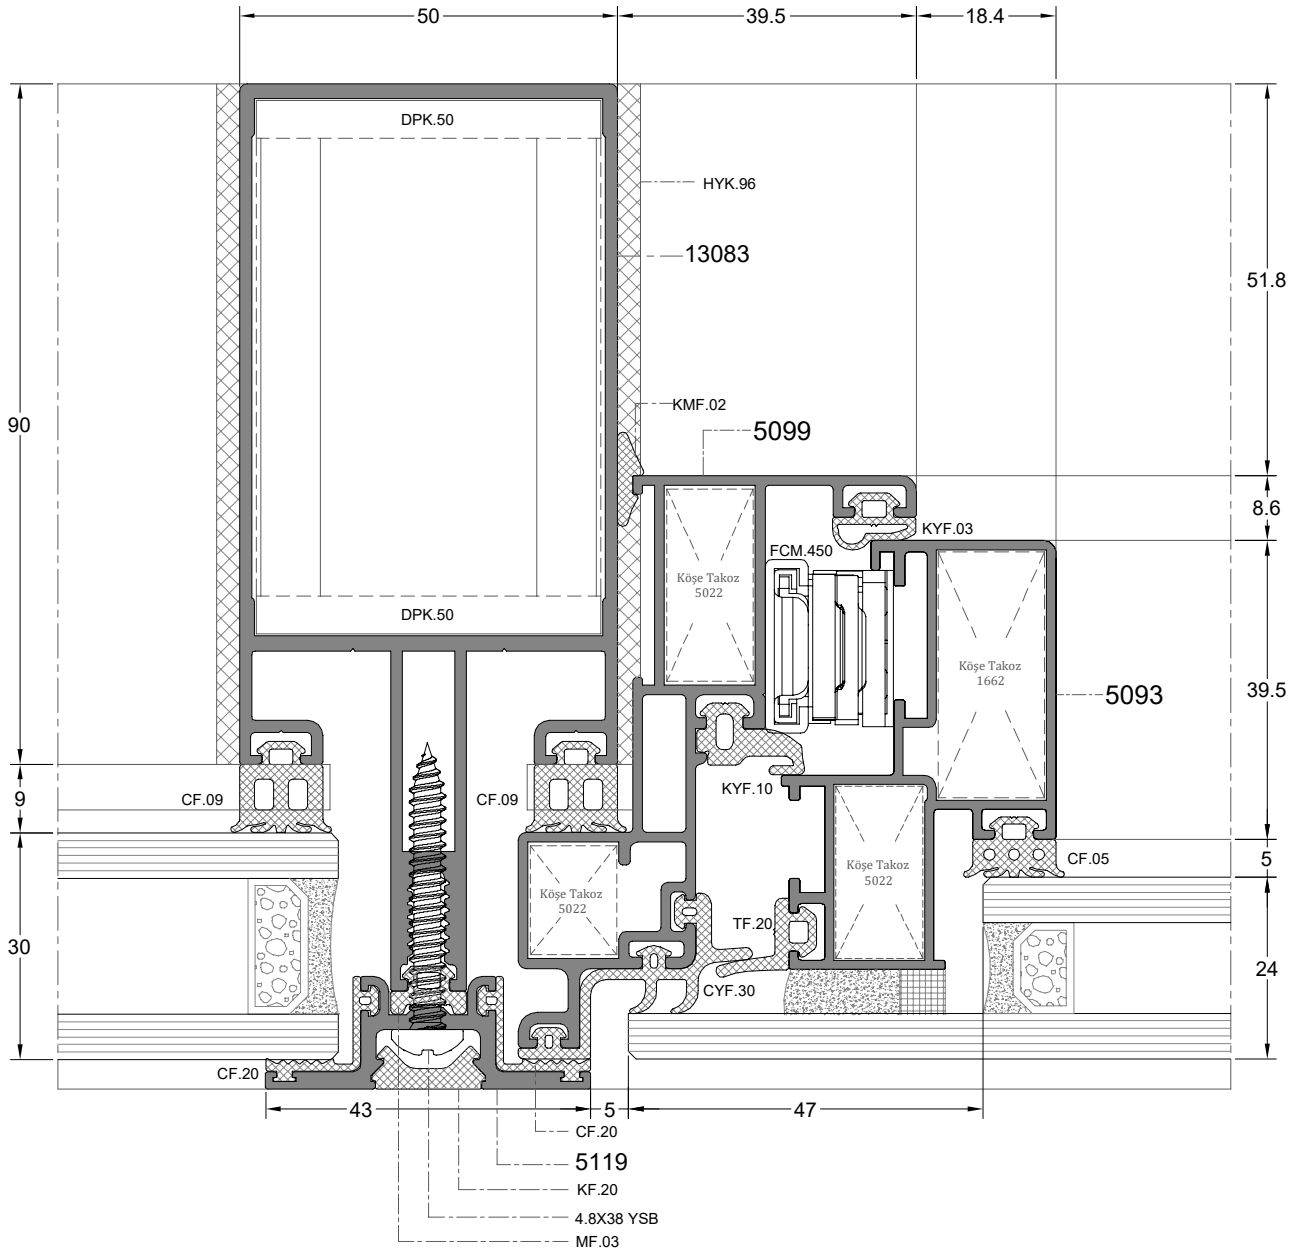 50
39.5
18.4
DPK.50
HYK.96
13083
51.8
KMF.02
90
5099
8.6
KYF.03
FCM.450
Köşe Takoz
5022
DPK.50
Köşe Takoz
1662
5093
39.5
CF.09
CF.09
KYF.10
9
CF.05
5
Köşe Takoz
5022
Köşe Takoz
5022
TF.20
30
24
CYF.30
CF.20
43
5
47
CF.20
5119
KF.20
4.8X38 YSB
MF.03